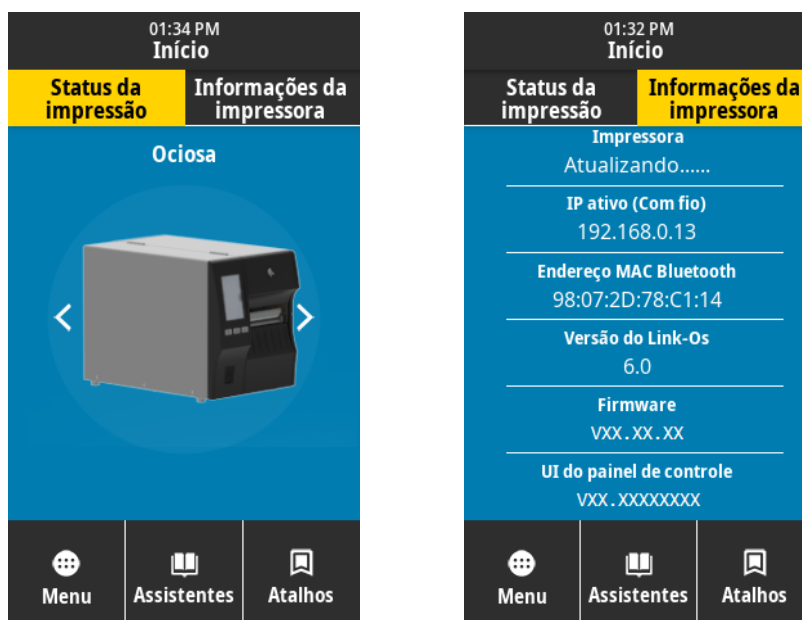 01:34 PM
Início
Status da
impressão
Informações da
impressora
Ociosa
Menu
Assistentes
Atalhos
01:32 PM
Início
Status da
impressão
Informações da
impressora
Impressora
Atualizando......
IP ativo (Com fio)
192.168.0.13
Endereço MAC Bluetooth
98:07:2D:78:C1:14
Versão do Link-Os
6.0
Firmware
VXX.XX.XX
UI do painel de controle
VXX.XXXXXXXX
Menu
Assistentes
Atalhos